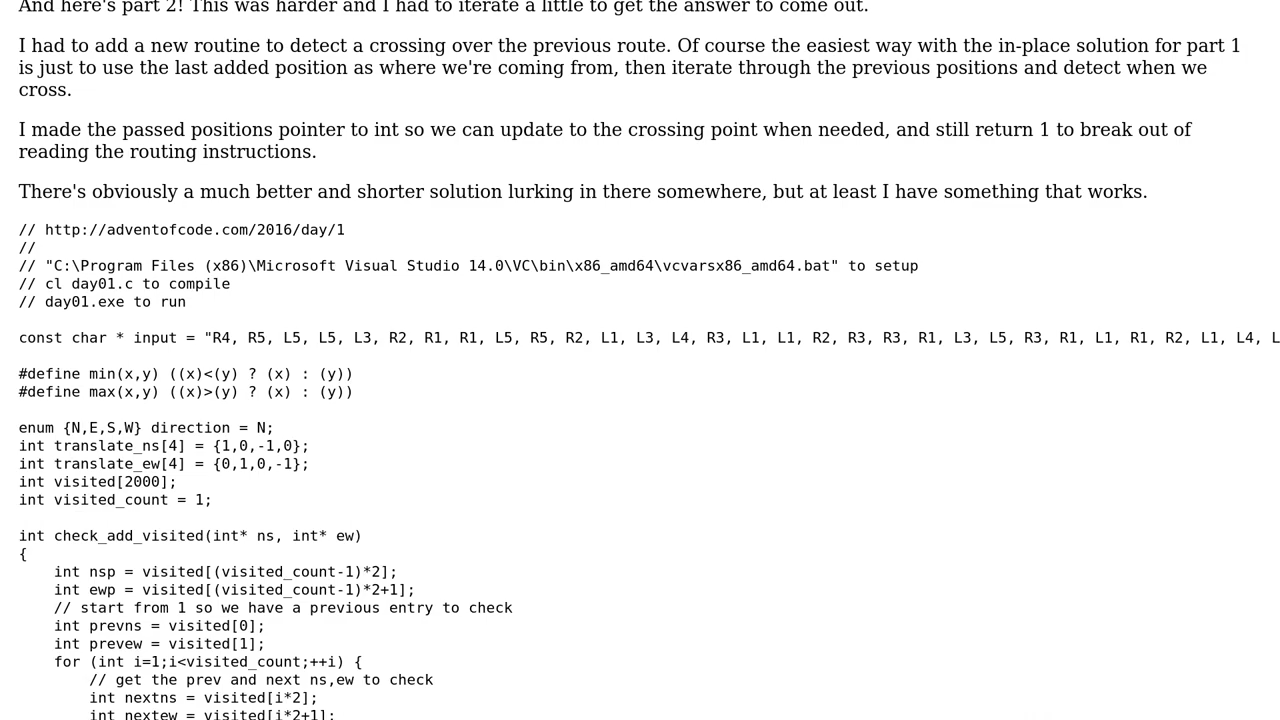 And here's part 2! This was harder and I had to iterate a little to get the answer to come out.
I had to add a new routine to detect a crossing over the previous route. Of course the easiest way with the in-place solution for part 1
is just to use the last added position as where we're coming from, then iterate through the previous positions and detect when we
cross.
I made the passed positions pointer to int so we can update to the crossing point when needed, and still return 1 to break out of
reading the routing instructions.
There's obviously a much better and shorter solution lurking in there somewhere, but at least I have something that works.
// http://adventofcode.com/2016/day/1
//
// "C:\Program Files (x86)\Microsoft Visual Studio 14.0\VC\bin\x86_amd64\vcvarsx86_amd64.bat" to setup
// cl day01.c to compile
// day01.exe to run
const char * input = "R4, R5, L5, L5, L3, R2, R1, R1, L5, R5, R2, L1, L3, L4, R3, L1, L1, R2, R3, R3, R1, L3, L5, R3, R1, L1, R1, R2, L1, L4, L
#define min(x,y) ((x)<(y) ? (x) : (y))
#define max(x,y) ((x)>(y) ? (x) : (y))
enum {N,E,S,W} direction = N;
int translate_ns[4] = {1,0,-1,0};
int translate_ew[4] = {0,1,0,-1};
int visited[2000];
int visited_count = 1;
int check_add_visited(int* ns, int* ew)
{
    int nsp = visited[(visited_count-1)*2];
    int ewp = visited[(visited_count-1)*2+1];
    // start from 1 so we have a previous entry to check
    int prevns = visited[0];
    int prevew = visited[1];
    for (int i=1;i<visited_count;++i) {
        // get the prev and next ns,ew to check
        int nextns = visited[i*2];
        int nextew = visited[i*2+1];